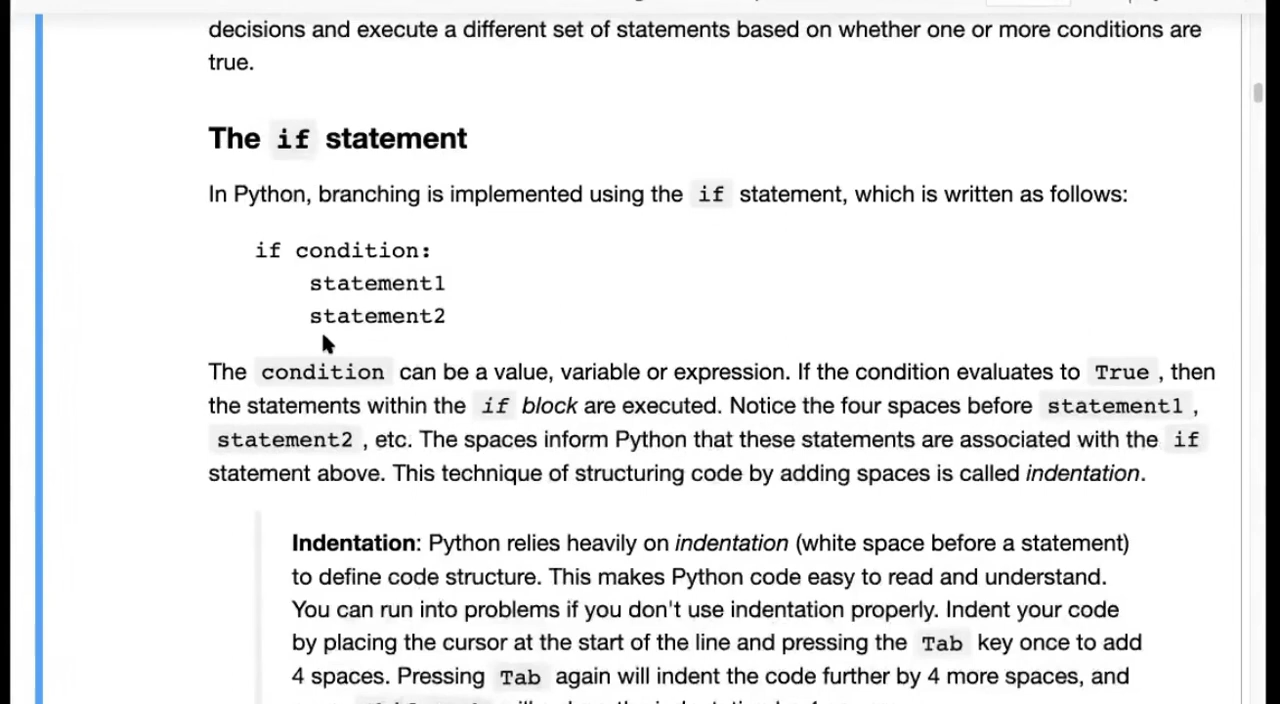 decisions and execute a different set of statements based on whether one or more conditions are
true.
The if statement
In Python, branching is implemented using the if statement, which is written as follows:
if condition:
statement1
statement2
The condition can be a value, variable or expression. If the condition evaluates to True , then
the statements within the if block are executed. Notice the four spaces before statement1 ,
statement2 , etc. The spaces inform Python that these statements are associated with the if
statement above. This technique of structuring code by adding spaces is called indentation.
Indentation: Python relies heavily on indentation (white space before a statement)
to define code structure. This makes Python code easy to read and understand.
You can run into problems if you don't use indentation properly. Indent your code
by placing the cursor at the start of the line and pressing the Tab key once to add
4 spaces. Pressing Tab again will indent the code further by 4 more spaces, and